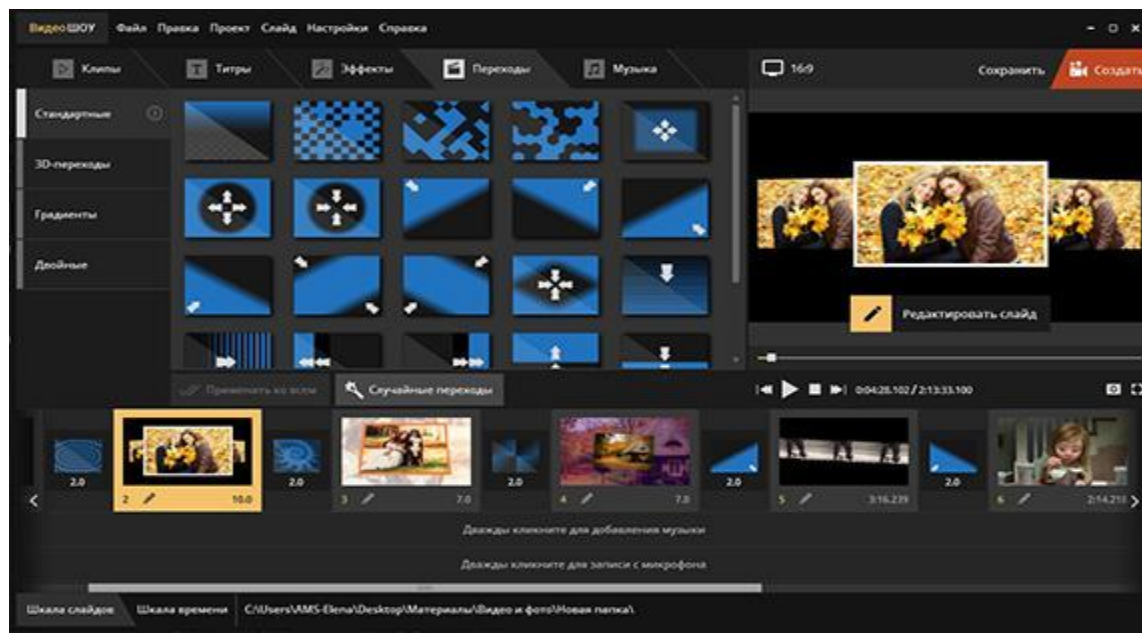 ВидеоШОУ Файл Правка Проект Слайд Настройки Справка
Клипы Титры Эффекты Переходы Музыка
16:9 Сохранить Создать
Стандартные
3D-переходы
Градиенты
Двойные
Редактировать слайд
Применить ко всем Случайные переходы
0:04:28.102 / 2:13:33.100
2.0 2.0 2.0 2.0 2.0
2 10.0 3 7.0 4 7.0 5 3:16.239 6 2:14.218
Дважды кликните для добавления музыки
Дважды кликните для записи с микрофона
Шкала слайдов Шкала времени C:\Users\AMS-Elena\Desktop\Материалы\Видео и фото\Новая папка\